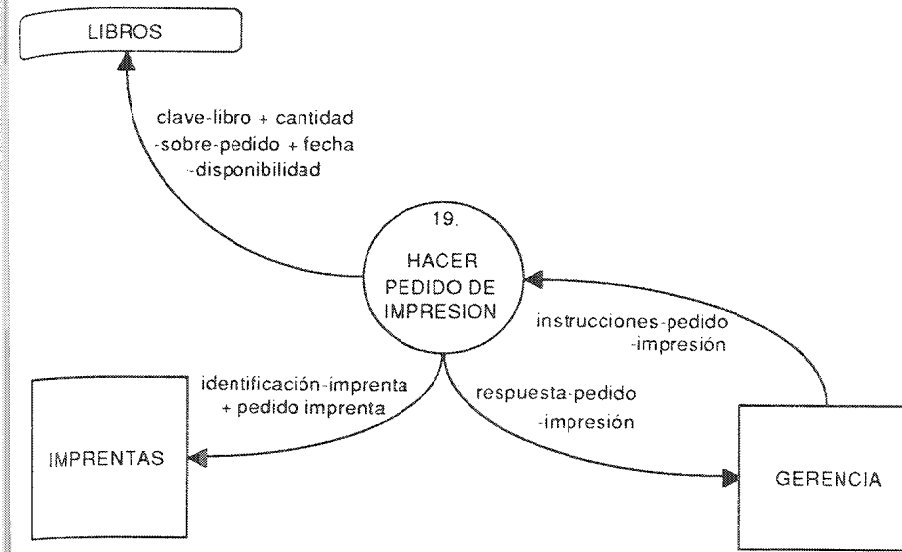 LIBROS
clave-libro + cantidad
-sobre-pedido + fecha
-disponibilidad
19.
HACER
PEDIDO DE
IMPRESION
instrucciones-pedido
-impresión
identificación-imprenta
+ pedido imprenta
respuesta-pedido
-impresión
IMPRENTAS
GERENCIA